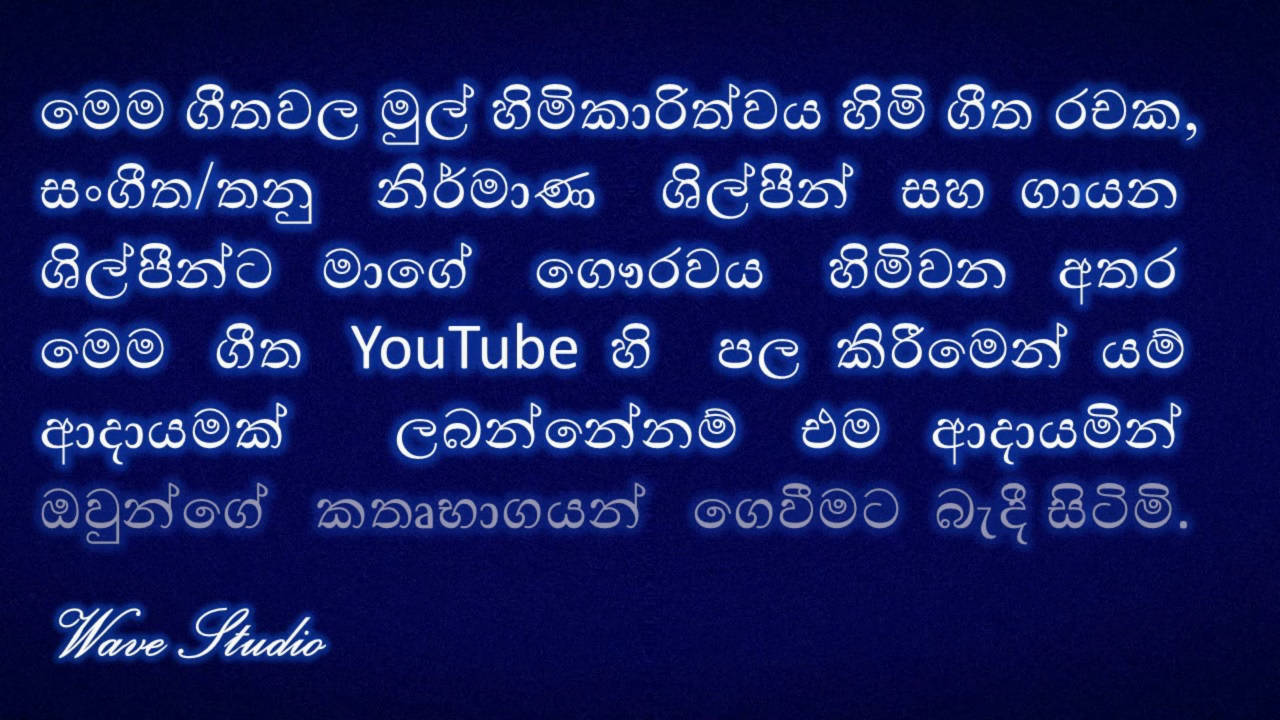 මෙම ගීතවල මුල් හිමිකාරිත්වය හිමි ගීත රචක,
සංගීත/තනු නිර්මාණ ශිල්පීන් සහ ගායන
ශිල්පීන්ට මාගේ ගෞරවය හිමිවන අතර
මෙම ගීත YouTube හි පල කිරීමෙන් යම්
ආදායමක් ලබන්නේනම් එම ආදායමින්
ඔවුන්ගේ කතෘභාගයන් ගෙවීමට බැදී සිටිමි.
Wave Studio